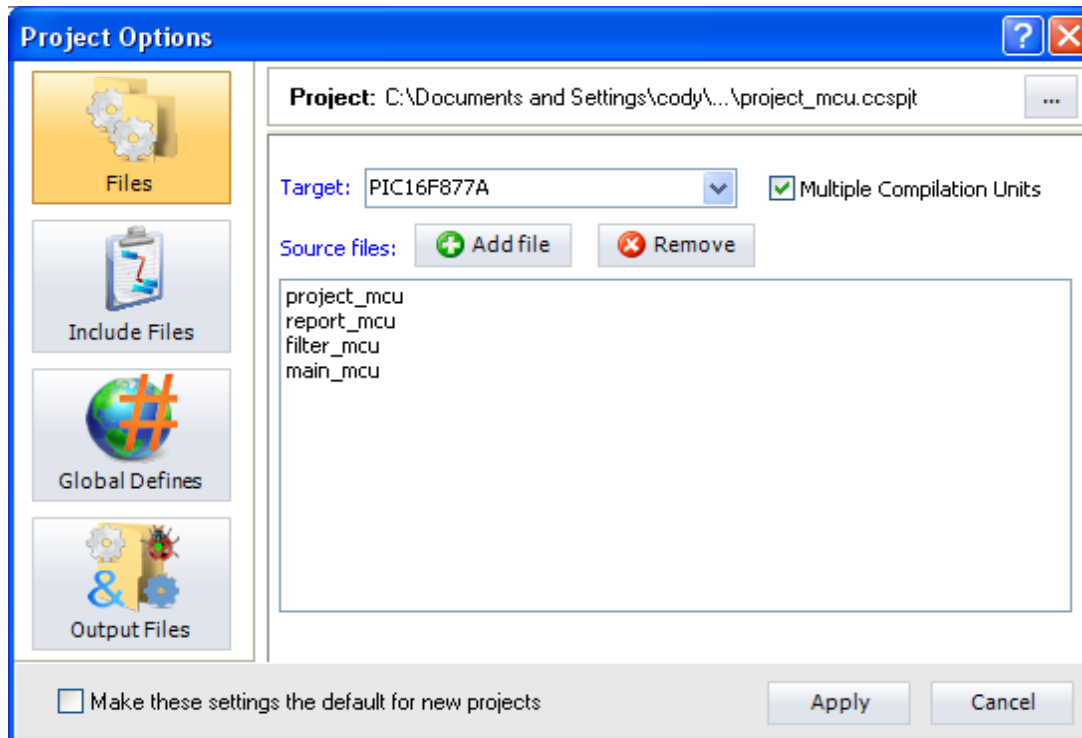 Project Options
Files
Include Files
Global Defines
Output Files
Project: C:\Documents and Settings\cody\...\project_mcu.ccspjt ...
Target: PIC16F877A Multiple Compilation Units
Source files: Add file Remove
project_mcu
report_mcu
filter_mcu
main_mcu
Make these settings the default for new projects Apply Cancel